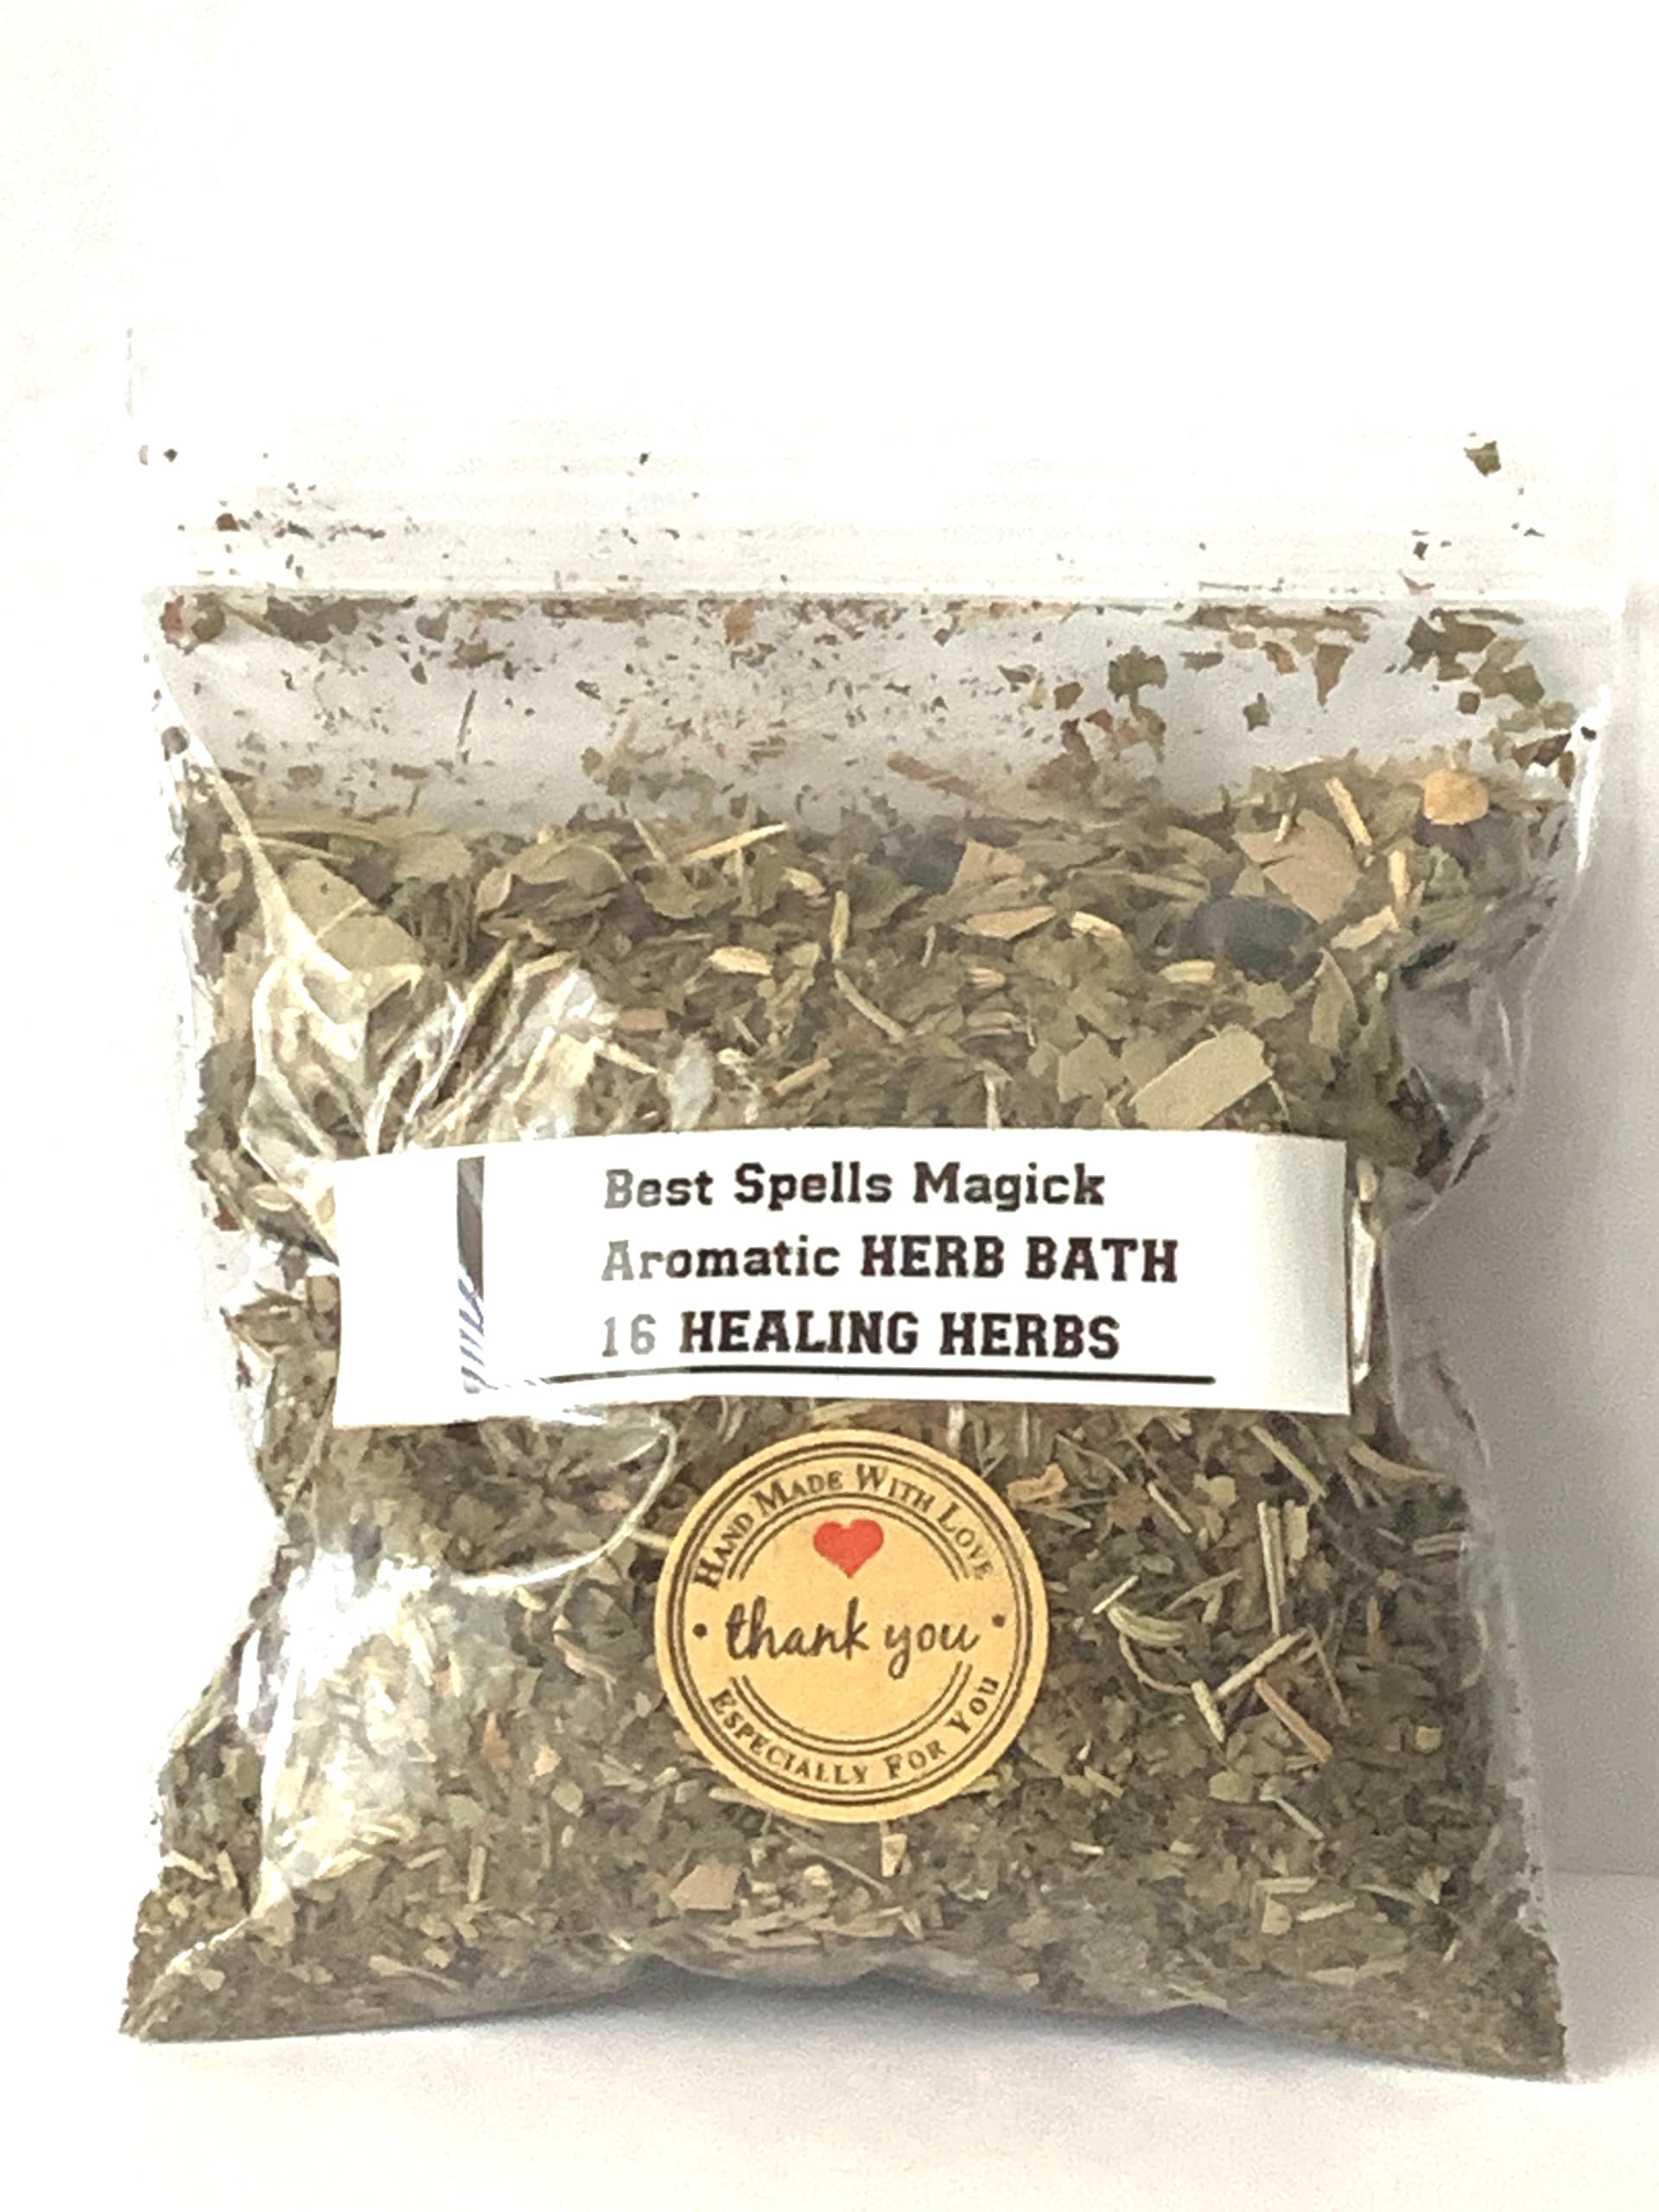 Best Spells Magick
Aromatic HERB BATH
16 HEALING HERBS
HAND MADE WITH LOVE
thank you
ESPECIALLY FOR YOU